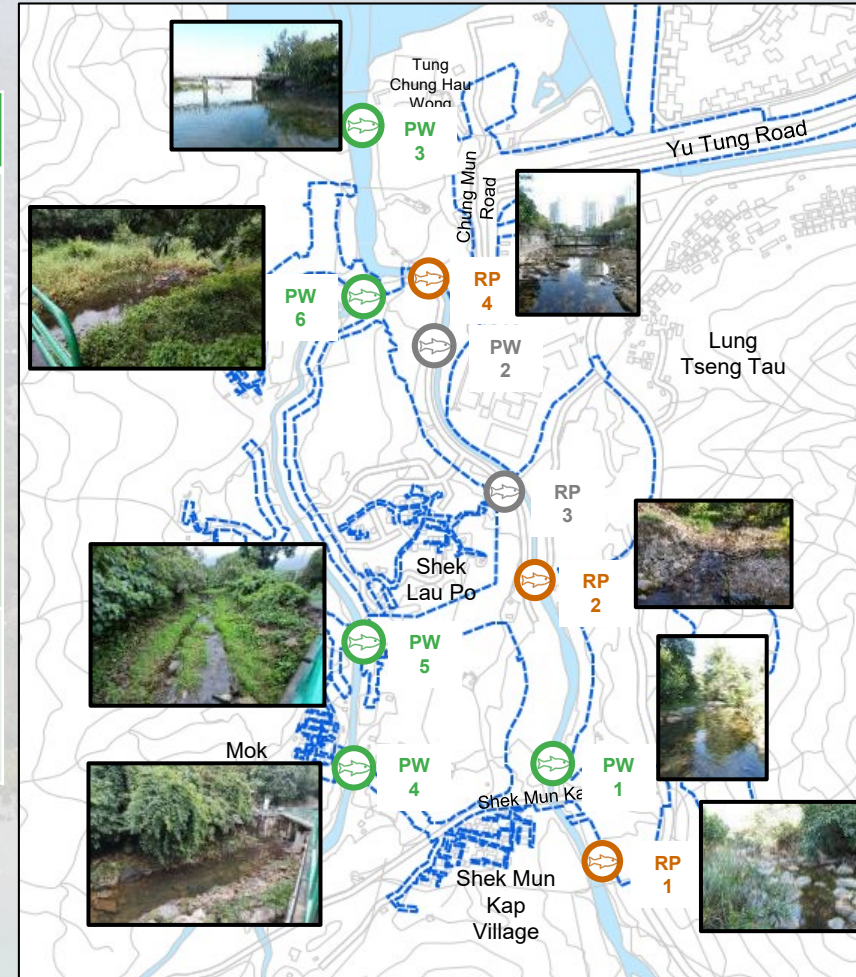 Tung
Chung Hau
Wong
PW
3
Yu Tung Road
Chung Mun
Road
RP
4
PW
6
PW
2
Lung
Tseng Tau
RP
3
Shek
Lau Po
RP
2
PW
5
Mok
PW
4
PW
1
Shek Mun Ka
RP
1
Shek Mun
Kap
Village